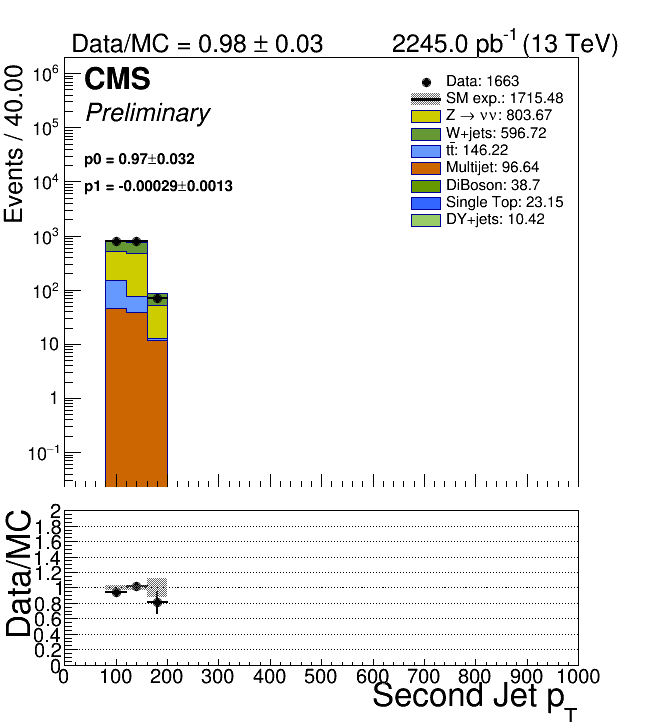 Data/MC = 0.98 ± 0.03
2245.0 pb⁻¹ (13 TeV)
CMS
Preliminary
p0 = 0.97±0.032
p1 = -0.00029±0.0013
Data: 1663
SM exp.: 1715.48
Z → νν: 803.67
W+jets: 596.72
tt̄: 146.22
Multijet: 96.64
DiBoson: 38.7
Single Top: 23.15
DY+jets: 10.42
Events / 40.00
10⁶
10⁵
10⁴
10³
10²
10
1
10⁻¹
Data/MC
2
1.8
1.6
1.4
1.2
1
0.8
0.6
0.4
0.2
0
0 100 200 300 400 500 600 700 800 900 1000
Second Jet p_T